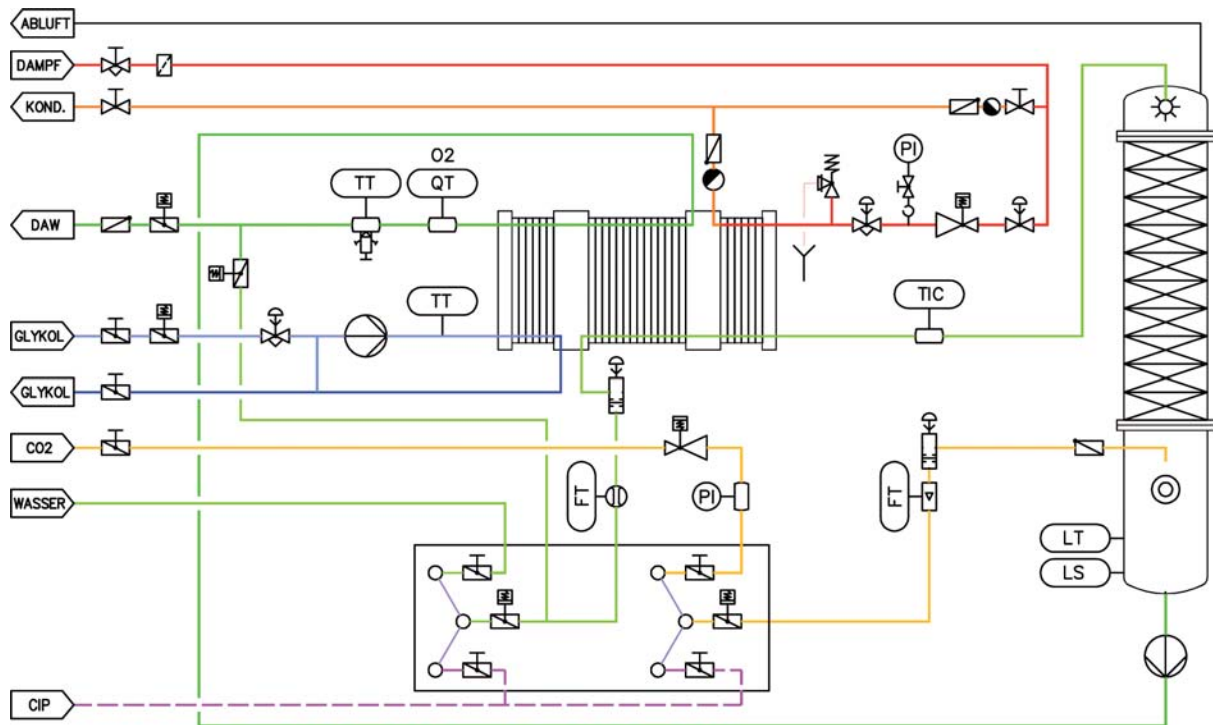 ABLUFT
DAMPF
KOND.
PI
O2
TT
QT
DAW
TIC
TT
GLYKOL
GLYKOL
CO2
FT
PI
FT
WASSER
LT
LS
CIP